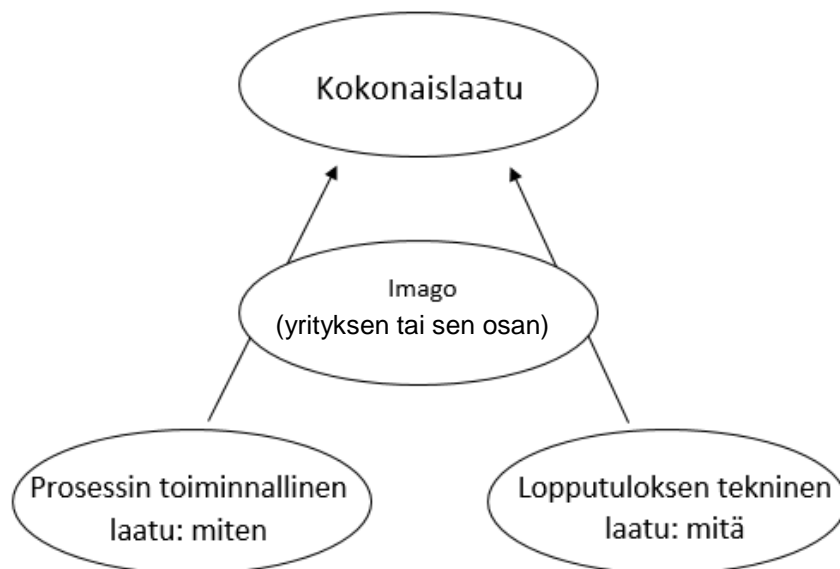 Kokonaislaatu
Imago
(yrityksen tai sen osan)
Prosessin toiminnallinen
laatu: miten
Lopputuloksen tekninen
laatu: mitä